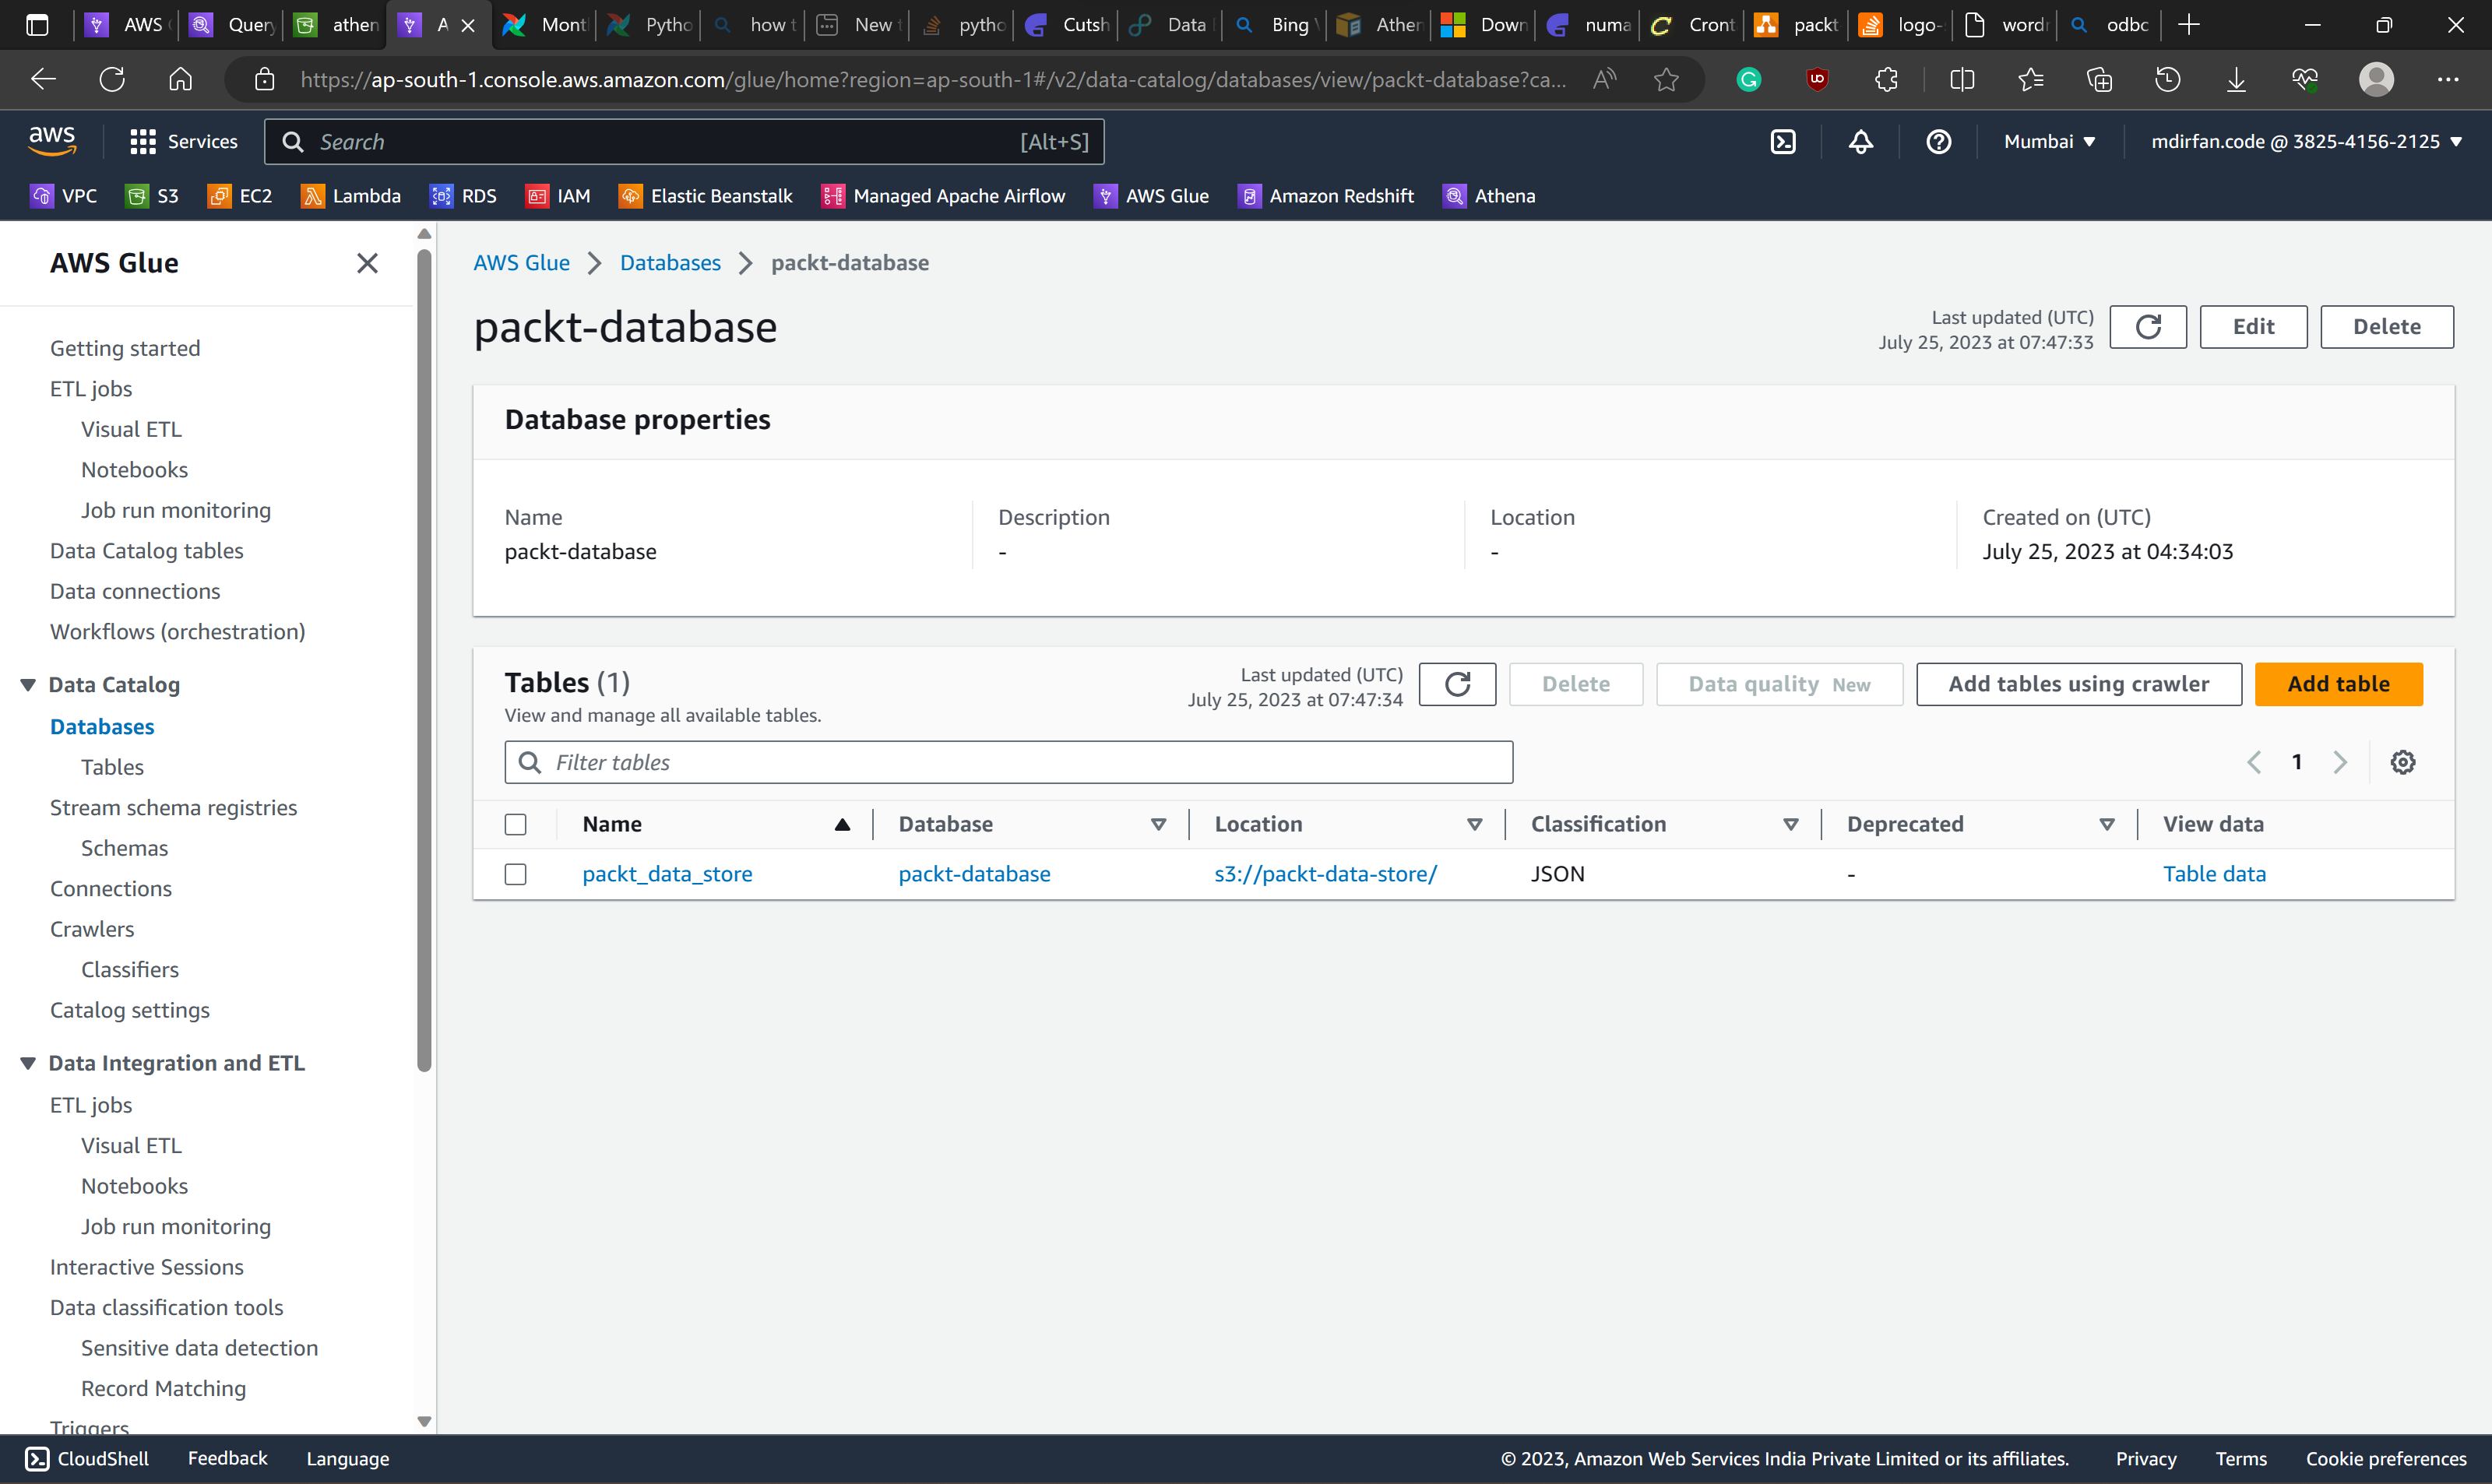 AWS
Query
athen
A
Mont
Pytho
how t
New t
pytho
Cutsh
Data
Bing
Athen
Down
numa
Cront
packt
logo-
wordr
odbc
https://ap-south-1.console.aws.amazon.com/glue/home?region=ap-south-1#/v2/data-catalog/databases/view/packt-database?ca...
aws
Services
Search
[Alt+S]
Mumbai
mdirfan.code @ 3825-4156-2125
VPC
S3
EC2
Lambda
RDS
IAM
Elastic Beanstalk
Managed Apache Airflow
AWS Glue
Amazon Redshift
Athena
AWS Glue
Getting started
ETL jobs
Visual ETL
Notebooks
Job run monitoring
Data Catalog tables
Data connections
Workflows (orchestration)
Data Catalog
Databases
Tables
Stream schema registries
Schemas
Connections
Crawlers
Classifiers
Catalog settings
Data Integration and ETL
ETL jobs
Visual ETL
Notebooks
Job run monitoring
Interactive Sessions
Data classification tools
Sensitive data detection
Record Matching
Triggers
AWS Glue
Databases
packt-database
packt-database
Last updated (UTC)
July 25, 2023 at 07:47:33
Edit
Delete
Database properties
Name
packt-database
Description
-
Location
-
Created on (UTC)
July 25, 2023 at 04:34:03
Tables (1)
View and manage all available tables.
Last updated (UTC)
July 25, 2023 at 07:47:34
Delete
Data quality New
Add tables using crawler
Add table
Filter tables
1
Name
Database
Location
Classification
Deprecated
View data
packt_data_store
packt-database
s3://packt-data-store/
JSON
-
Table data
CloudShell
Feedback
Language
© 2023, Amazon Web Services India Private Limited or its affiliates.
Privacy
Terms
Cookie preferences